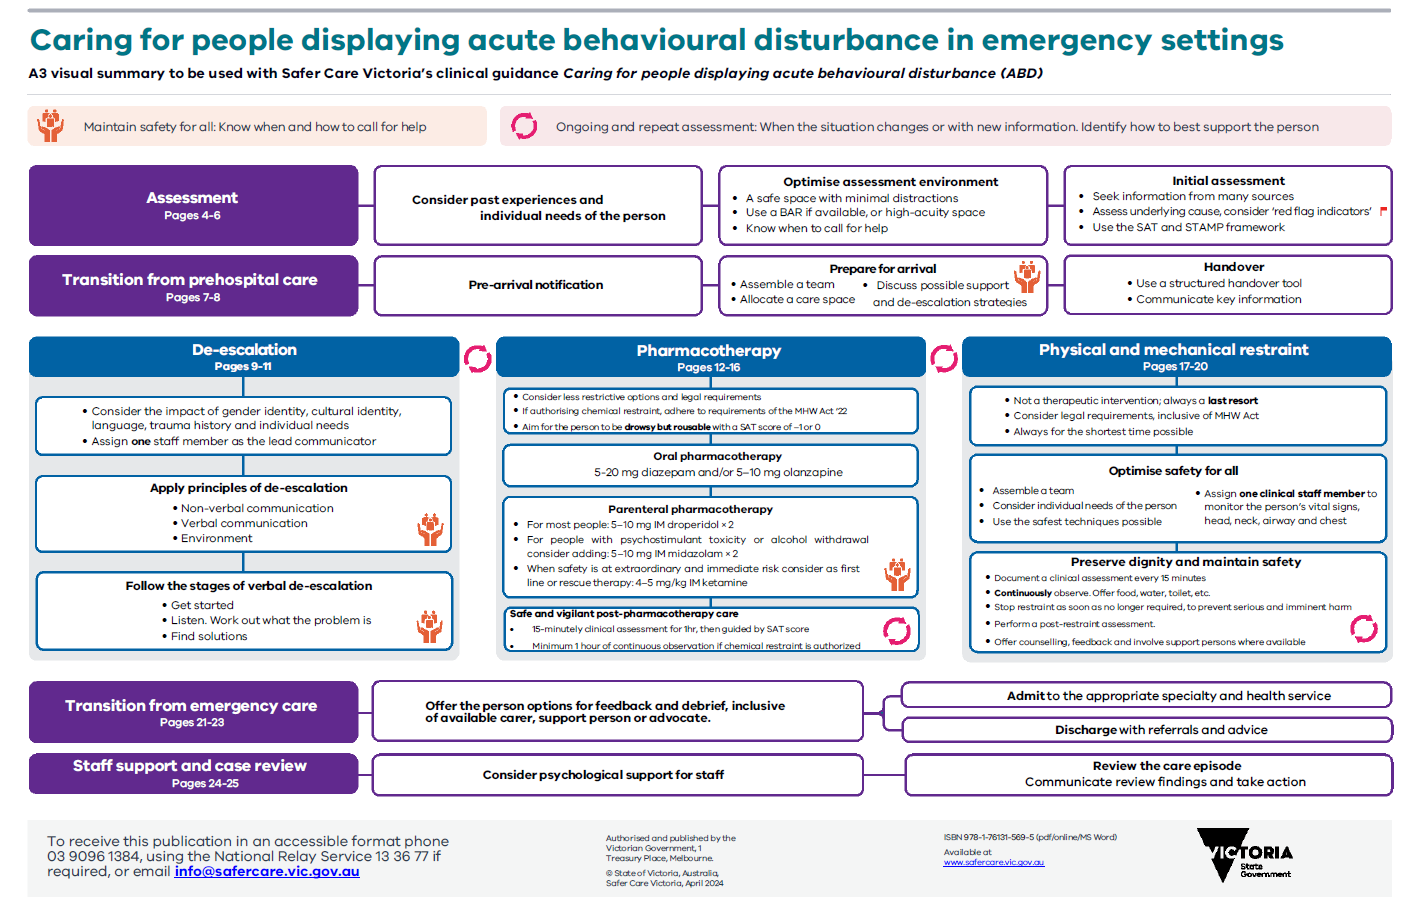 Caring for people displaying acute behavioural disturbance in emergency settings
A3 visual summary to be used with Safer Care Victoria's clinical guidance Caring for people displaying acute behavioural disturbance (ABD)
Maintain safety for all: Know when and how to call for help
Ongoing and repeat assessment: When the situation changes or with new information. Identify how to best support the person
Assessment
Pages 4-6
Consider past experiences and
individual needs of the person
Optimise assessment environment
• A safe space with minimal distractions
• Use a BAR if available, or high-acuity space
• Know when to call for help
Initial assessment
• Seek information from many sources
• Assess underlying cause, consider 'red flag indicators'
• Use the SAT and STAMP framework
Transition from prehospital care
Pages 7-8
Pre-arrival notification
Prepare for arrival
• Assemble a team
• Allocate a care space
• Discuss possible support
and de-escalation strategies
Handover
• Use a structured handover tool
• Communicate key information
De-escalation
Pages 9-11
• Consider the impact of gender identity, cultural identity,
language, trauma history and individual needs
• Assign one staff member as the lead communicator
Apply principles of de-escalation
• Non-verbal communication
• Verbal communication
• Environment
Follow the stages of verbal de-escalation
• Get started
• Listen. Work out what the problem is
• Find solutions
Pharmacotherapy
Pages 12-16
• Consider less restrictive options and legal requirements
• If authorising chemical restraint, adhere to requirements of the MHW Act '22
• Aim for the person to be drowsy but rousable with a SAT score of –1 or 0
Oral pharmacotherapy
5-20 mg diazepam and/or 5–10 mg olanzapine
Parenteral pharmacotherapy
• For most people: 5–10 mg IM droperidol × 2
• For people with psychostimulant toxicity or alcohol withdrawal
consider adding: 5–10 mg IM midazolam × 2
• When safety is at extraordinary and immediate risk consider as first
line or rescue therapy: 4–5 mg/kg IM ketamine
Safe and vigilant post-pharmacotherapy care
• 15-minutely clinical assessment for 1hr, then guided by SAT score
• Minimum 1 hour of continuous observation if chemical restraint is authorized
Physical and mechanical restraint
Pages 17-20
• Not a therapeutic intervention; always a last resort
• Consider legal requirements, inclusive of MHW Act
• Always for the shortest time possible
Optimise safety for all
• Assemble a team
• Consider individual needs of the person
• Use the safest techniques possible
• Assign one clinical staff member to
monitor the person's vital signs,
head, neck, airway and chest
Preserve dignity and maintain safety
• Document a clinical assessment every 15 minutes
• Continuously observe. Offer food, water, toilet, etc.
• Stop restraint as soon as no longer required, to prevent serious and imminent harm
• Perform a post-restraint assessment.
• Offer counselling, feedback and involve support persons where available
Transition from emergency care
Pages 21-23
Offer the person options for feedback and debrief, inclusive
of available carer, support person or advocate.
Admit to the appropriate specialty and health service
Discharge with referrals and advice
Staff support and case review
Pages 24-25
Consider psychological support for staff
Review the care episode
Communicate review findings and take action
To receive this publication in an accessible format phone
03 9096 1384, using the National Relay Service 13 36 77 if
required, or email info@safercare.vic.gov.au
Authorised and published by the
Victorian Government, 1
Treasury Place, Melbourne.
© State of Victoria, Australia,
Safer Care Victoria, April 2024
ISBN 978-1-76131-569-5 (pdf/online/MS Word)
Available at
www.safercare.vic.gov.au
VICTORIA
State
Government